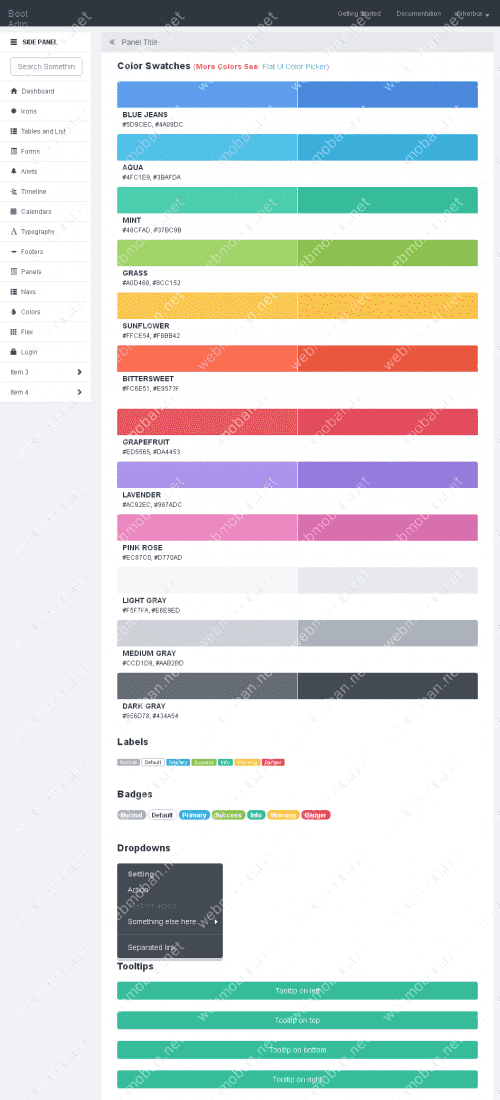 Boot
Admi
Getting Started
Documentation
Silverbux
SIDE PANEL
Search Somethin
Dashboard
Icons
Tables and List
Forms
Alerts
Timeline
Calendars
Typography
Footers
Panels
Navs
Colors
Flex
Login
Item 3
Item 4
« Panel Title
Color Swatches (More Colors See: Flat UI Color Picker)
BLUE JEANS
#5D9CEC, #4A89DC
AQUA
#4FC1E9, #3BAFDA
MINT
#48CFAD, #37BC9B
GRASS
#A0D468, #8CC152
SUNFLOWER
#FFCE54, #F6BB42
BITTERSWEET
#FC6E51, #E9573F
GRAPEFRUIT
#ED5565, #DA4453
LAVENDER
#AC92EC, #967ADC
PINK ROSE
#EC87C0, #D770AD
LIGHT GRAY
#F5F7FA, #E6E9ED
MEDIUM GRAY
#CCD1D9, #AAB2BD
DARK GRAY
#656D78, #434A54
Labels
Normal Default Primary Success Info Warning Danger
Badges
Normal Default Primary Success Info Warning Badger
Dropdowns
Setting
Action
Something else here
Separated link
Tooltips
Tooltip on left
Tooltip on top
Tooltip on bottom
Tooltip on right
webmoban.net